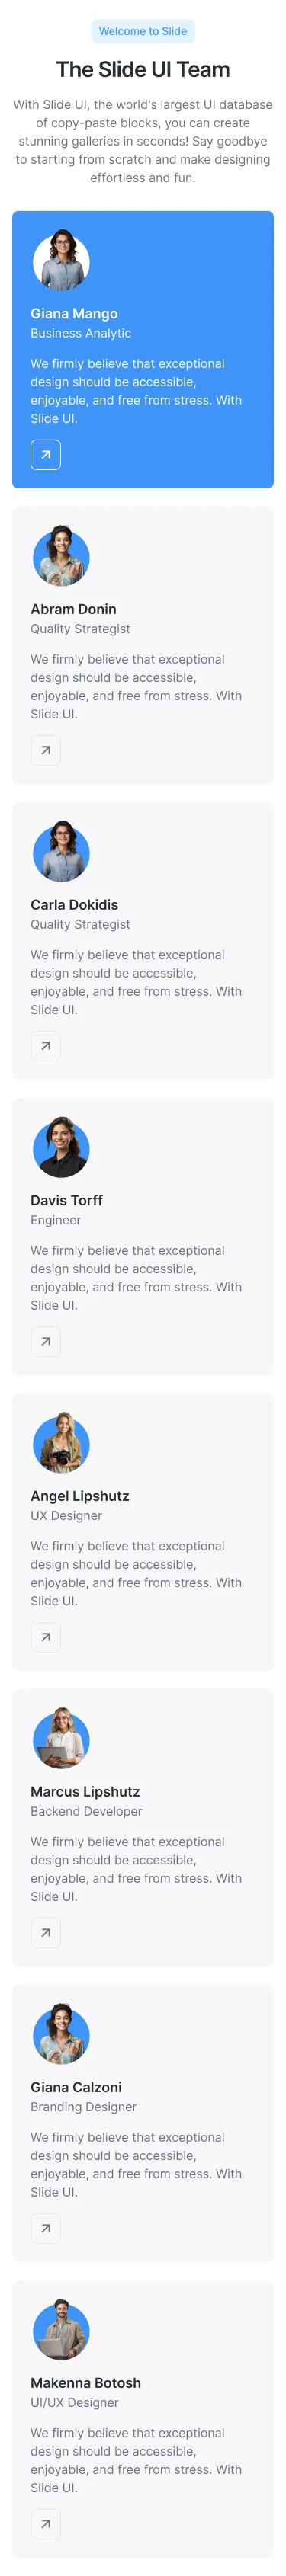 Welcome to Slide
The Slide UI Team
With Slide UI, the world's largest UI database
of copy-paste blocks, you can create
stunning galleries in seconds! Say goodbye
to starting from scratch and make designing
effortless and fun.
Giana Mango
Business Analytic
We firmly believe that exceptional
design should be accessible,
enjoyable, and free from stress. With
Slide UI.
Abram Donin
Quality Strategist
We firmly believe that exceptional
design should be accessible,
enjoyable, and free from stress. With
Slide UI.
Carla Dokidis
Quality Strategist
We firmly believe that exceptional
design should be accessible,
enjoyable, and free from stress. With
Slide UI.
Davis Torff
Engineer
We firmly believe that exceptional
design should be accessible,
enjoyable, and free from stress. With
Slide UI.
Angel Lipshutz
UX Designer
We firmly believe that exceptional
design should be accessible,
enjoyable, and free from stress. With
Slide UI.
Marcus Lipshutz
Backend Developer
We firmly believe that exceptional
design should be accessible,
enjoyable, and free from stress. With
Slide UI.
Giana Calzoni
Branding Designer
We firmly believe that exceptional
design should be accessible,
enjoyable, and free from stress. With
Slide UI.
Makenna Botosh
UI/UX Designer
We firmly believe that exceptional
design should be accessible,
enjoyable, and free from stress. With
Slide UI.